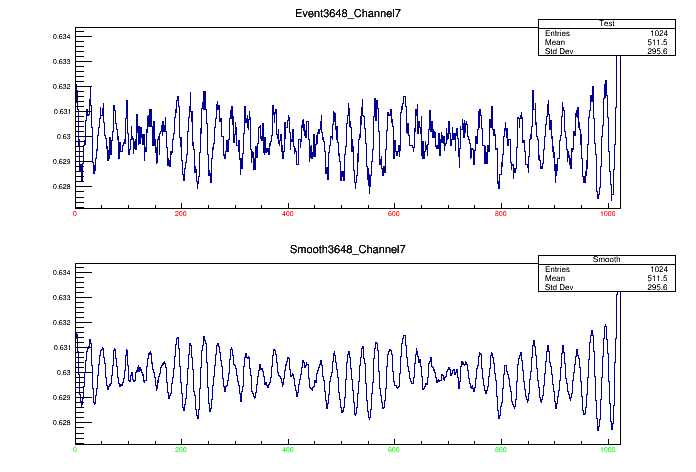 Event3648_Channel7
Test
Entries 1024
Mean 511.5
Std Dev 295.6
0.634
0.633
0.632
0.631
0.63
0.629
0.628
0 200 400 600 800 1000
Smooth3648_Channel7
Smooth
Entries 1024
Mean 511.5
Std Dev 295.6
0.634
0.633
0.632
0.631
0.63
0.629
0.628
0 200 400 600 800 1000